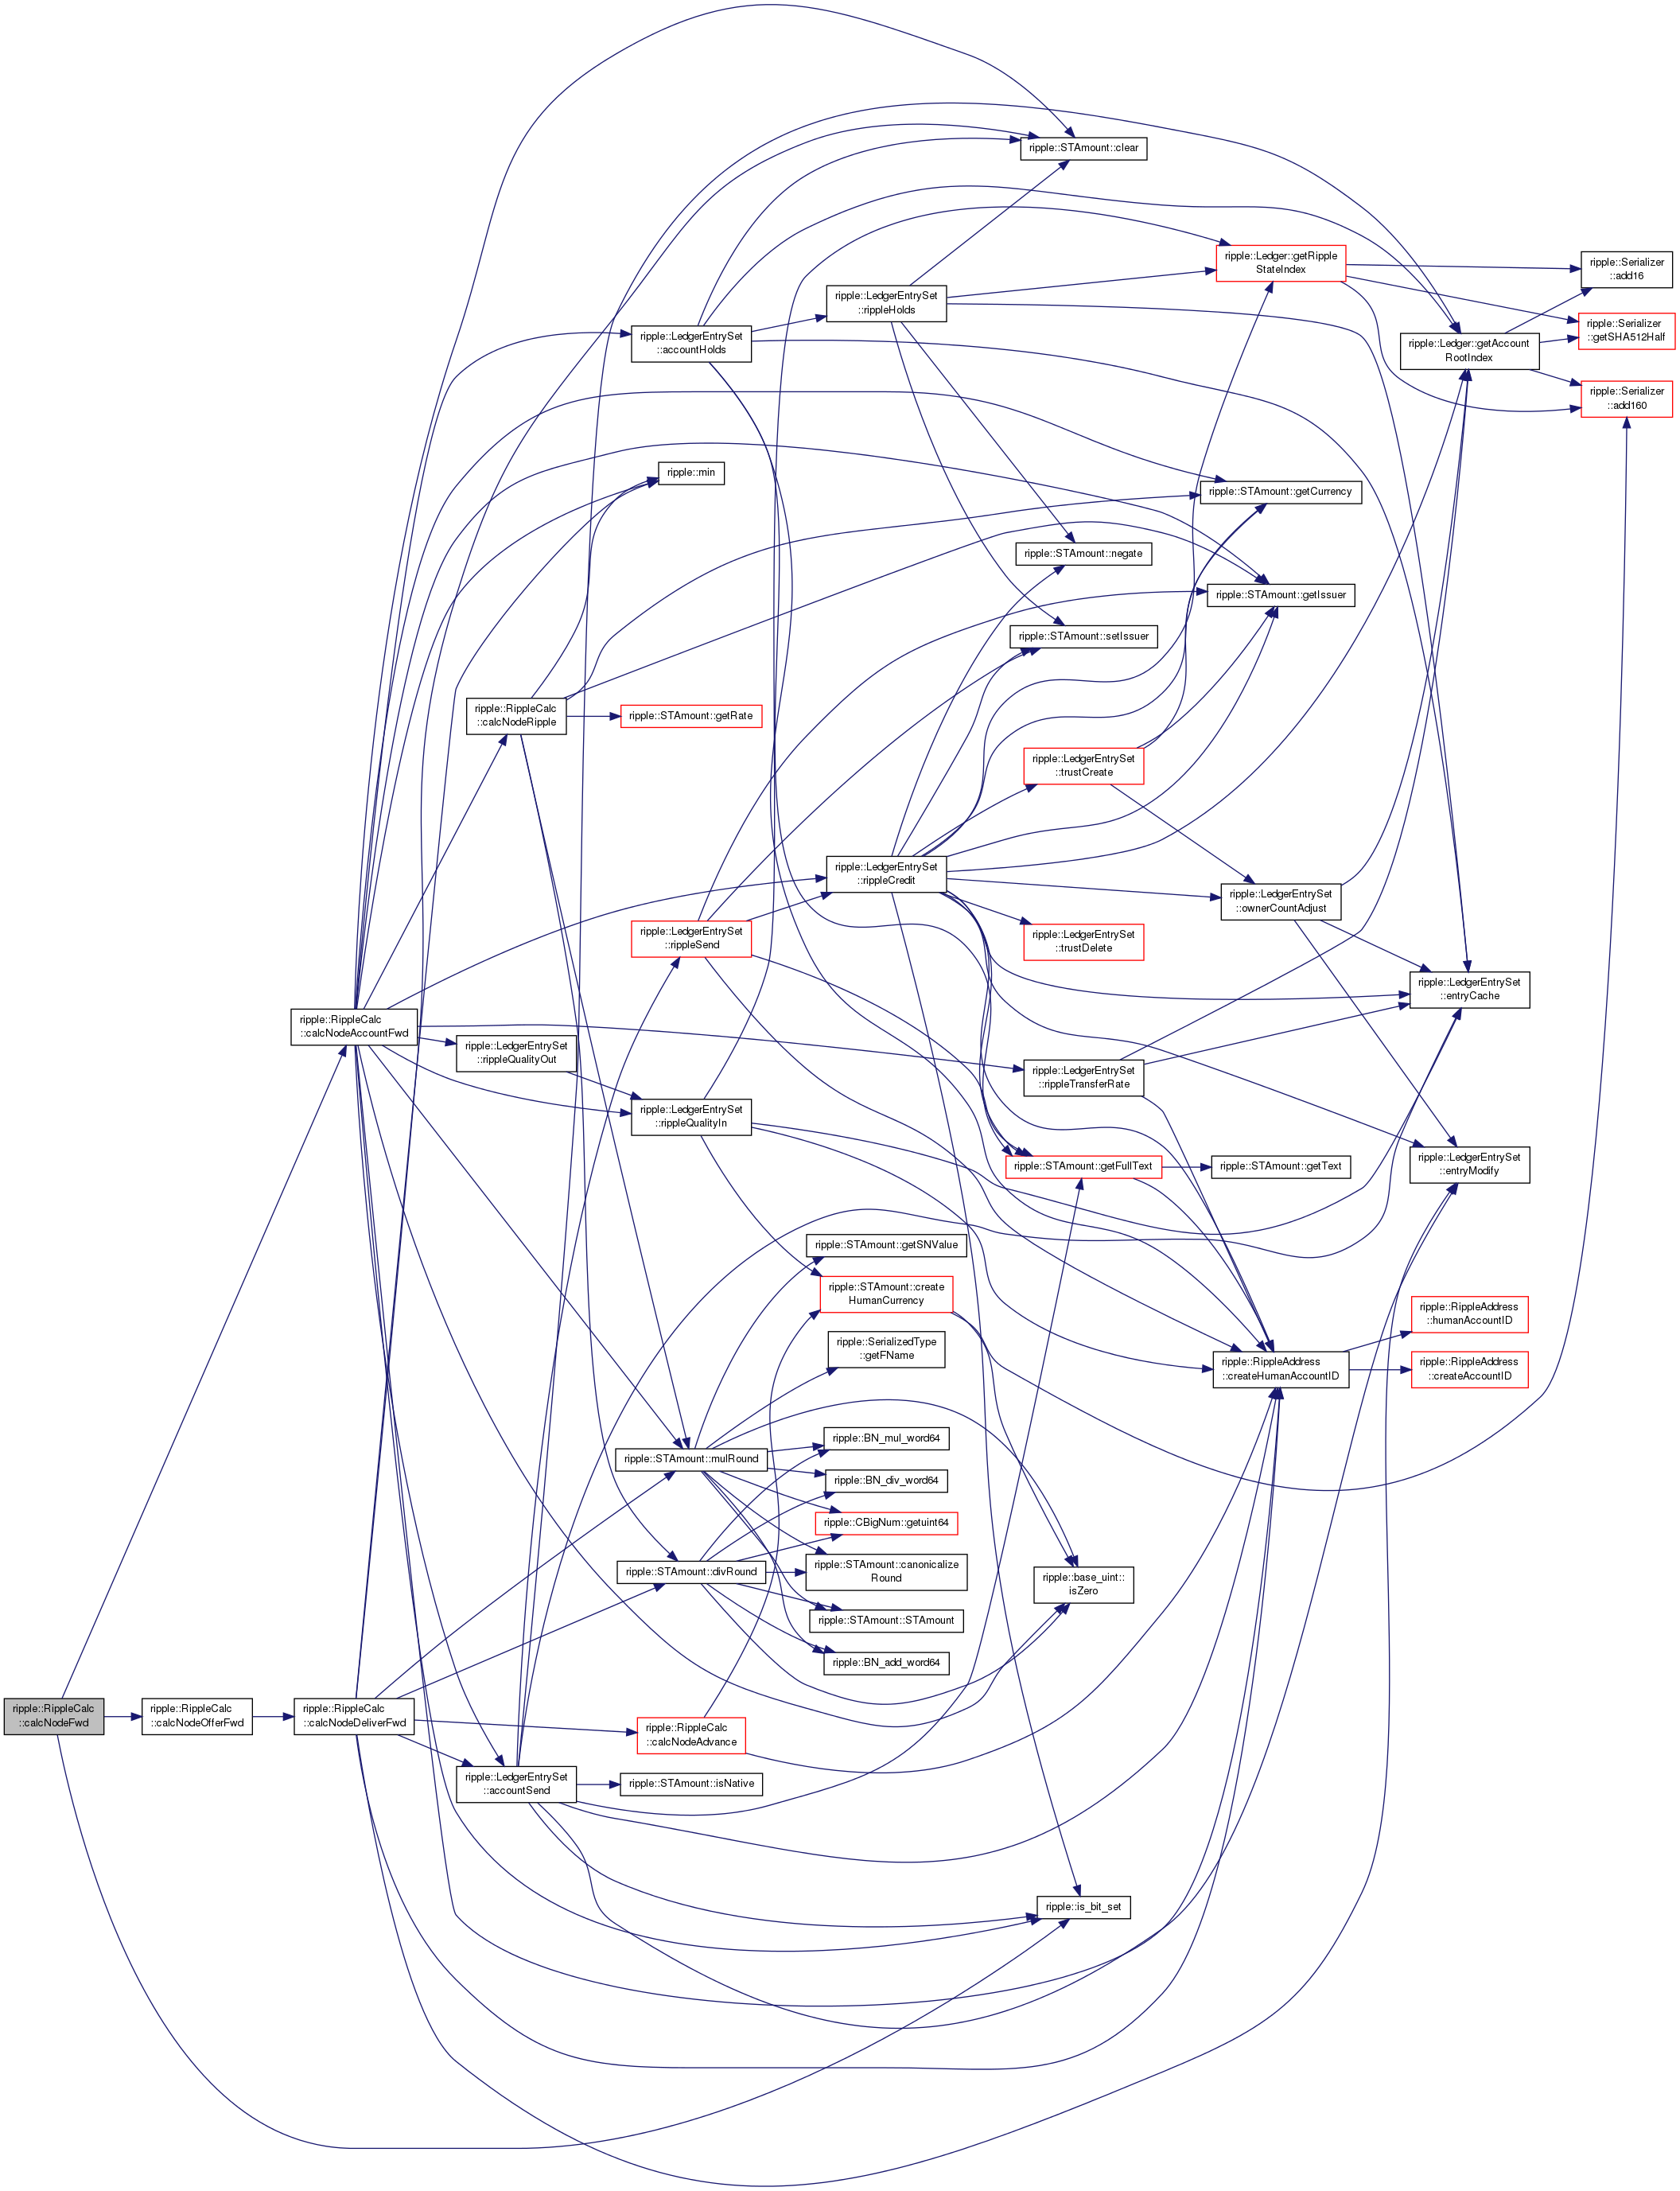 ripple::STAmount::clear
ripple::Ledger::getRipple
StateIndex
ripple::Serializer
::add16
ripple::LedgerEntrySet
::rippleHolds
ripple::Serializer
::getSHA512Half
ripple::LedgerEntrySet
::accountHolds
ripple::Ledger::getAccount
RootIndex
ripple::Serializer
::add160
ripple::min
ripple::STAmount::getCurrency
ripple::STAmount::negate
ripple::STAmount::getIssuer
ripple::STAmount::setIssuer
ripple::RippleCalc
::calcNodeRipple
ripple::STAmount::getRate
ripple::LedgerEntrySet
::trustCreate
ripple::LedgerEntrySet
::rippleCredit
ripple::LedgerEntrySet
::ownerCountAdjust
ripple::LedgerEntrySet
::rippleSend
ripple::LedgerEntrySet
::trustDelete
ripple::LedgerEntrySet
::entryCache
ripple::RippleCalc
::calcNodeAccountFwd
ripple::LedgerEntrySet
::rippleQualityOut
ripple::LedgerEntrySet
::rippleTransferRate
ripple::LedgerEntrySet
::rippleQualityIn
ripple::STAmount::getFullText
ripple::STAmount::getText
ripple::LedgerEntrySet
::entryModify
ripple::STAmount::getSNValue
ripple::STAmount::create
HumanCurrency
ripple::RippleAddress
::humanAccountID
ripple::SerializedType
::getFName
ripple::RippleAddress
::createHumanAccountID
ripple::RippleAddress
::createAccountID
ripple::BN_mul_word64
ripple::STAmount::mulRound
ripple::BN_div_word64
ripple::CBigNum::getuint64
ripple::STAmount::divRound
ripple::STAmount::canonicalize
Round
ripple::base_uint::
isZero
ripple::STAmount::STAmount
ripple::BN_add_word64
ripple::RippleCalc
::calcNodeFwd
ripple::RippleCalc
::calcNodeOfferFwd
ripple::RippleCalc
::calcNodeDeliverFwd
ripple::RippleCalc
::calcNodeAdvance
ripple::LedgerEntrySet
::accountSend
ripple::STAmount::isNative
ripple::is_bit_set